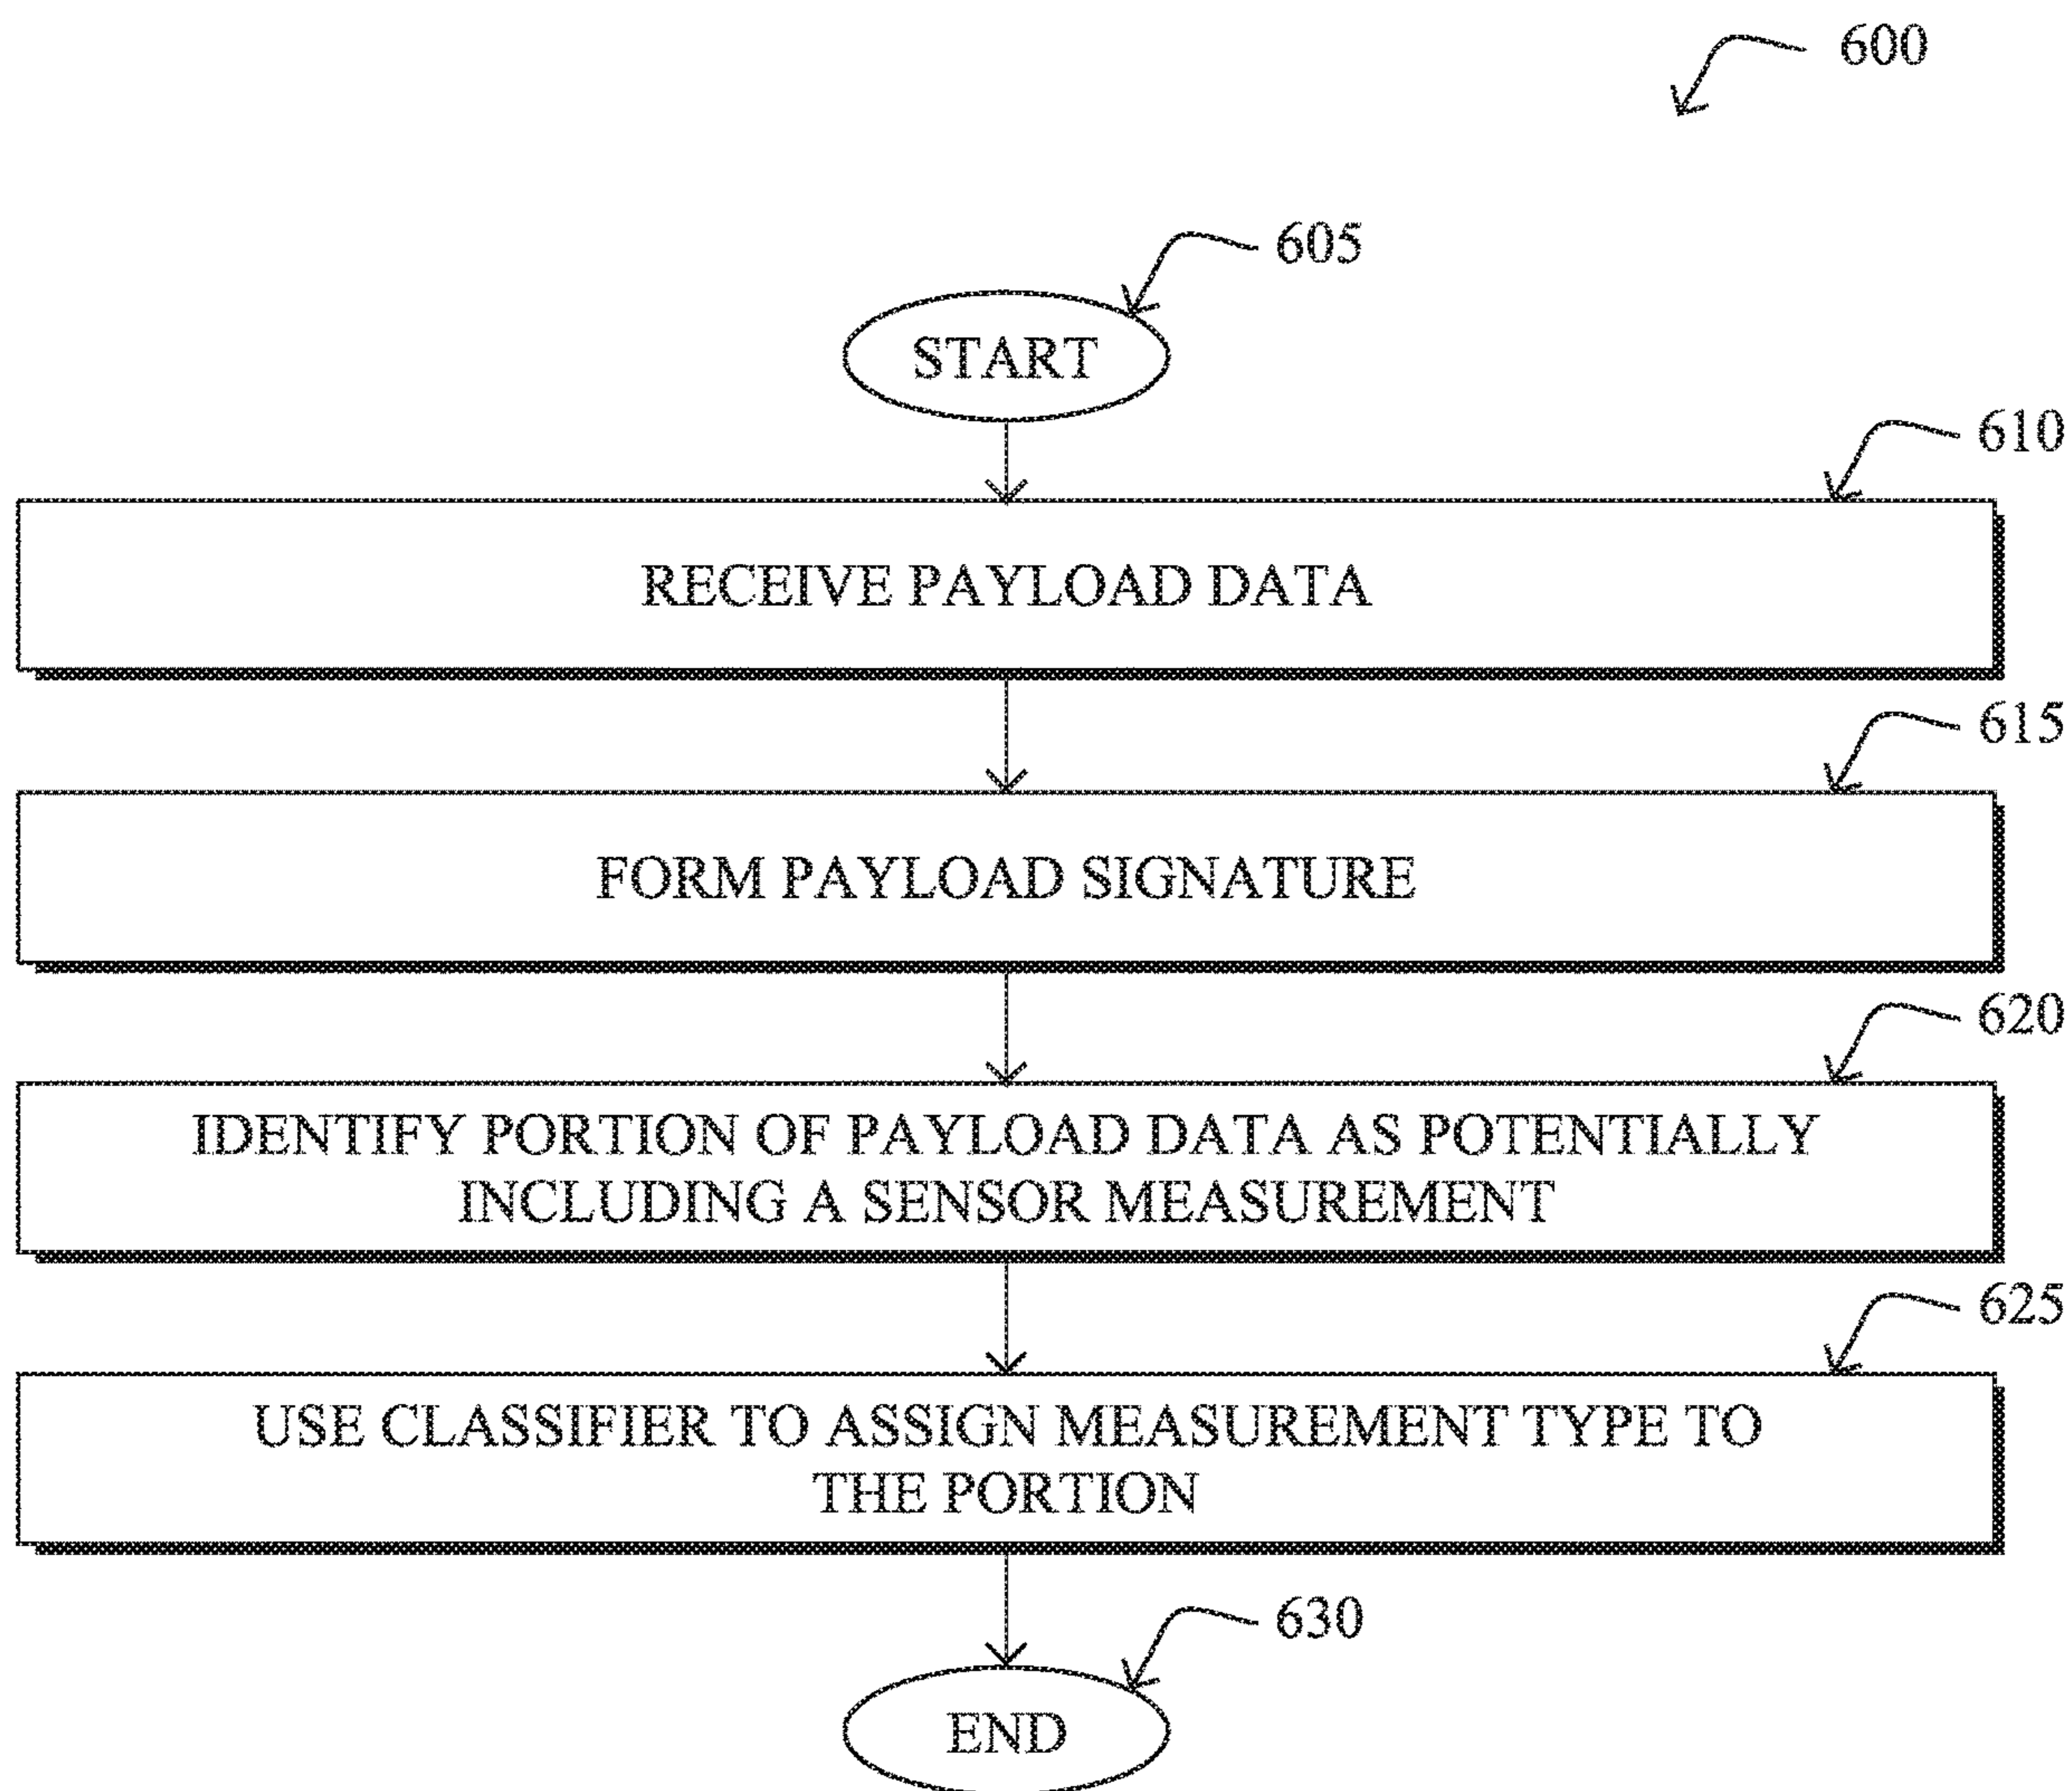 600
605
START
610
RECEIVE PAYLOAD DATA
615
FORM PAYLOAD SIGNATURE
620
IDENTIFY PORTION OF PAYLOAD DATA AS POTENTIALLY
INCLUDING A SENSOR MEASUREMENT
625
USE CLASSIFIER TO ASSIGN MEASUREMENT TYPE TO
THE PORTION
630
END